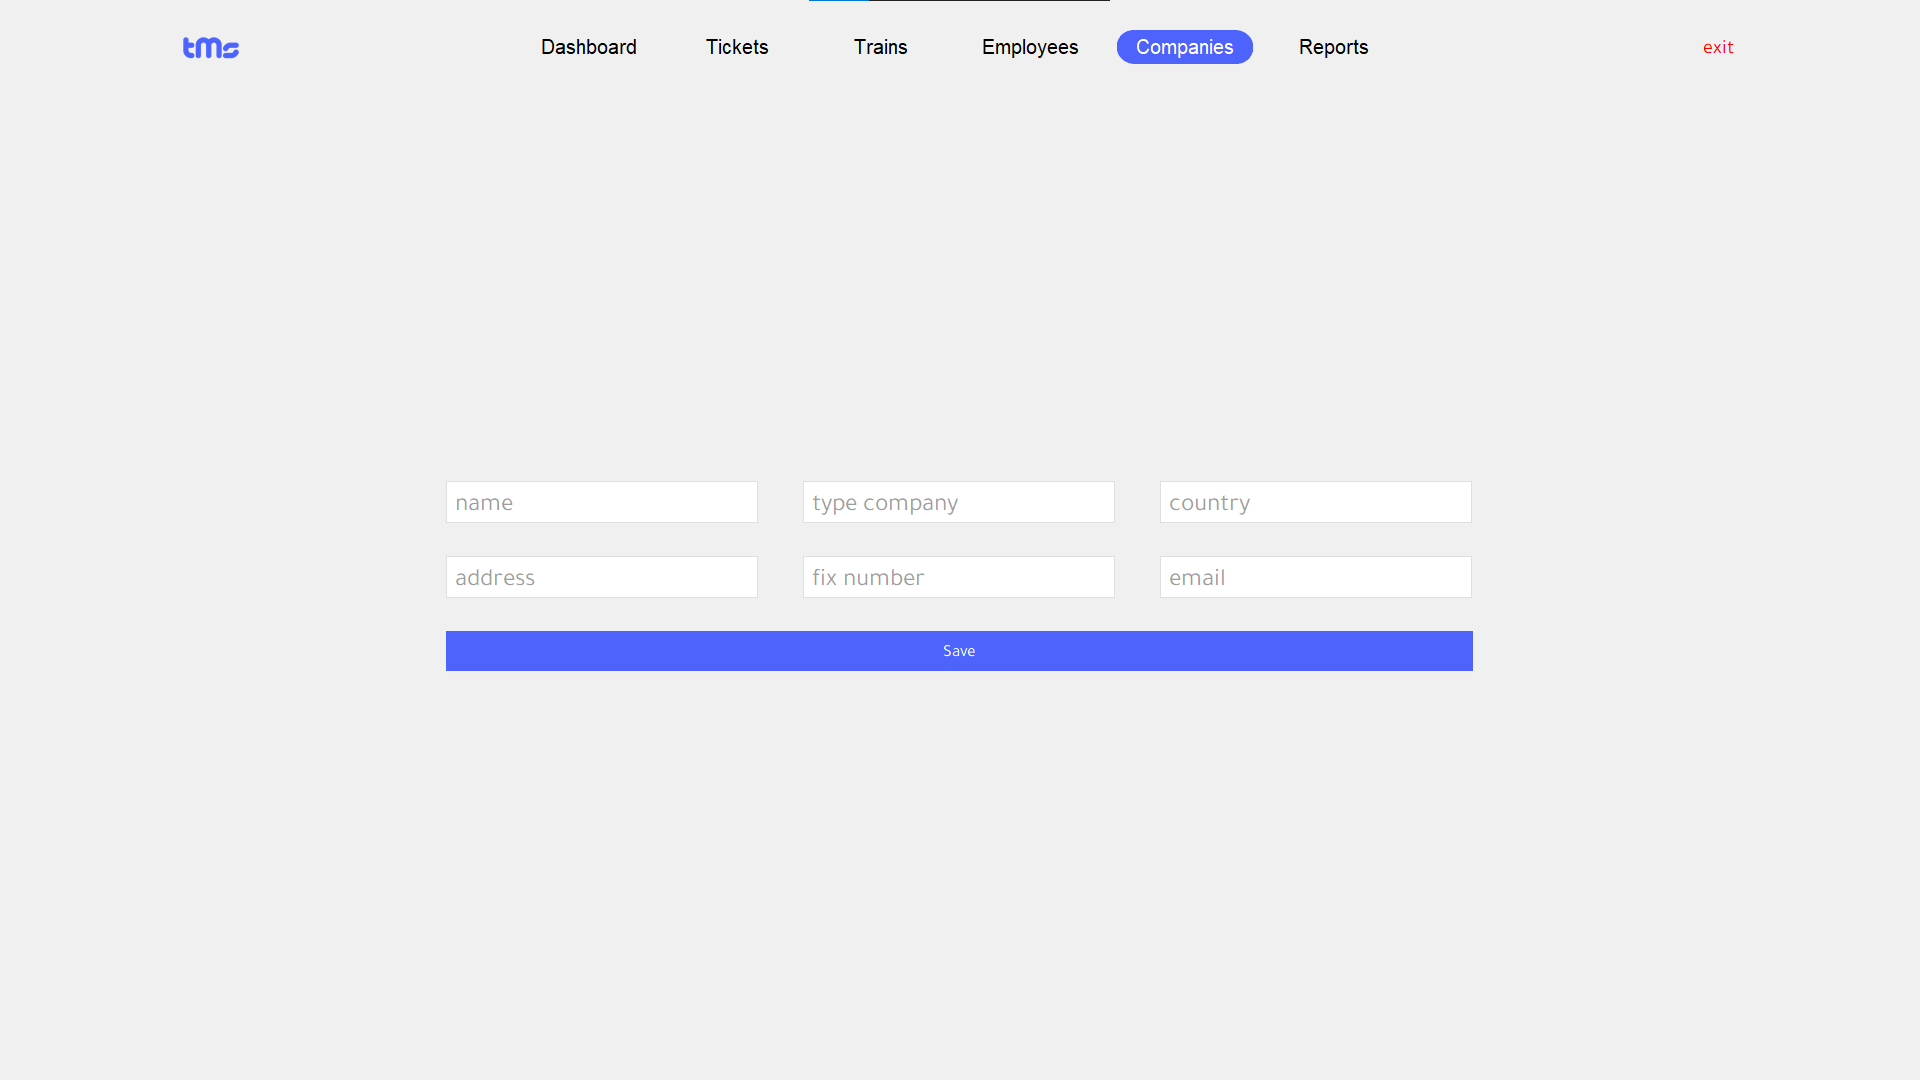 tms
Dashboard Tickets Trains Employees Companies Reports exit
name type company country
address fix number email
Save